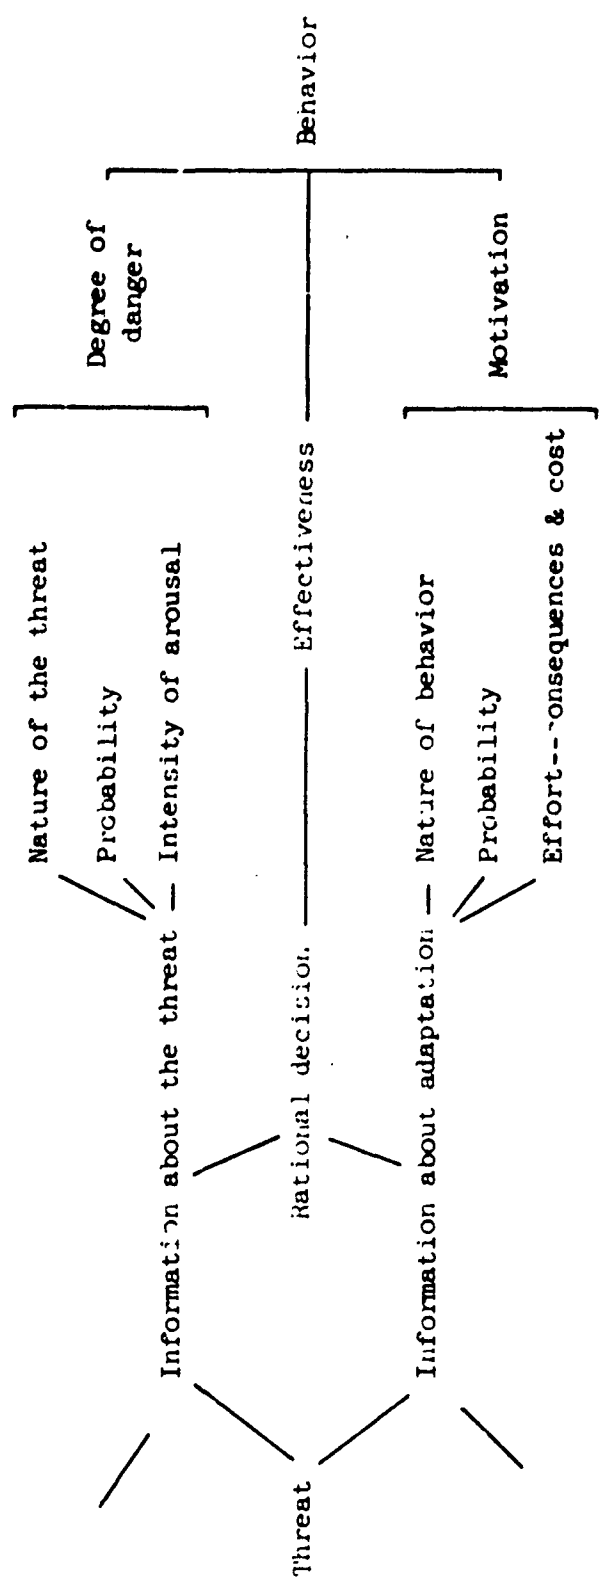 Threat
Information about the threat
Information about adaptation
Rational decision
Nature of the threat
Probability
Intensity of arousal
Effectiveness
Nature of behavior
Probability
Effort--onsequences & cost
Degree of
danger
Motivation
Behavior